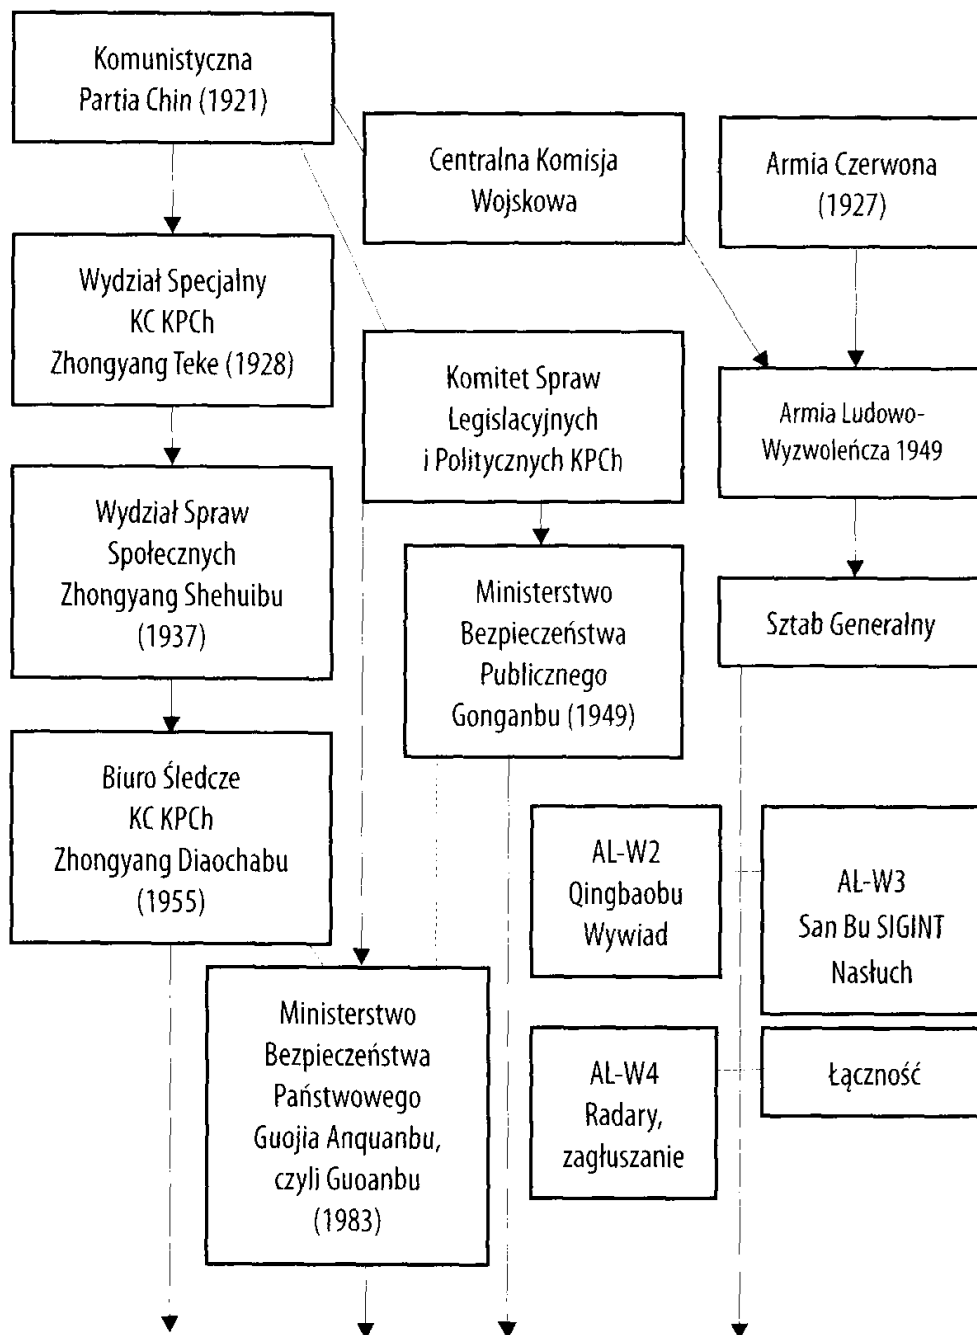 Komunistyczna
Partia Chin (1921)
Centralna Komisja
Wojskowa
Armia Czerwona
(1927)
Wydział Specjalny
KC KPCh
Zhongyang Teke (1928)
Komitet Spraw
Legislacyjnych
i Politycznych KPCh
Armia Ludowo-
Wyzwoleńcza 1949
Wydział Spraw
Społecznych
Zhongyang Shehuibu
(1937)
Ministerstwo
Bezpieczeństwa
Publicznego
Gonganbu (1949)
Sztab Generalny
Biuro Śledcze
KC KPCh
Zhongyang Diaochabu
(1955)
AL-W2
Qingbaobu
Wywiad
AL-W3
San Bu SIGINT
Nasłuch
Ministerstwo
Bezpieczeństwa
Państwowego
Guojia Anquanbu,
czyli Guoanbu
(1983)
AL-W4
Radary,
zagłuszanie
Łączność